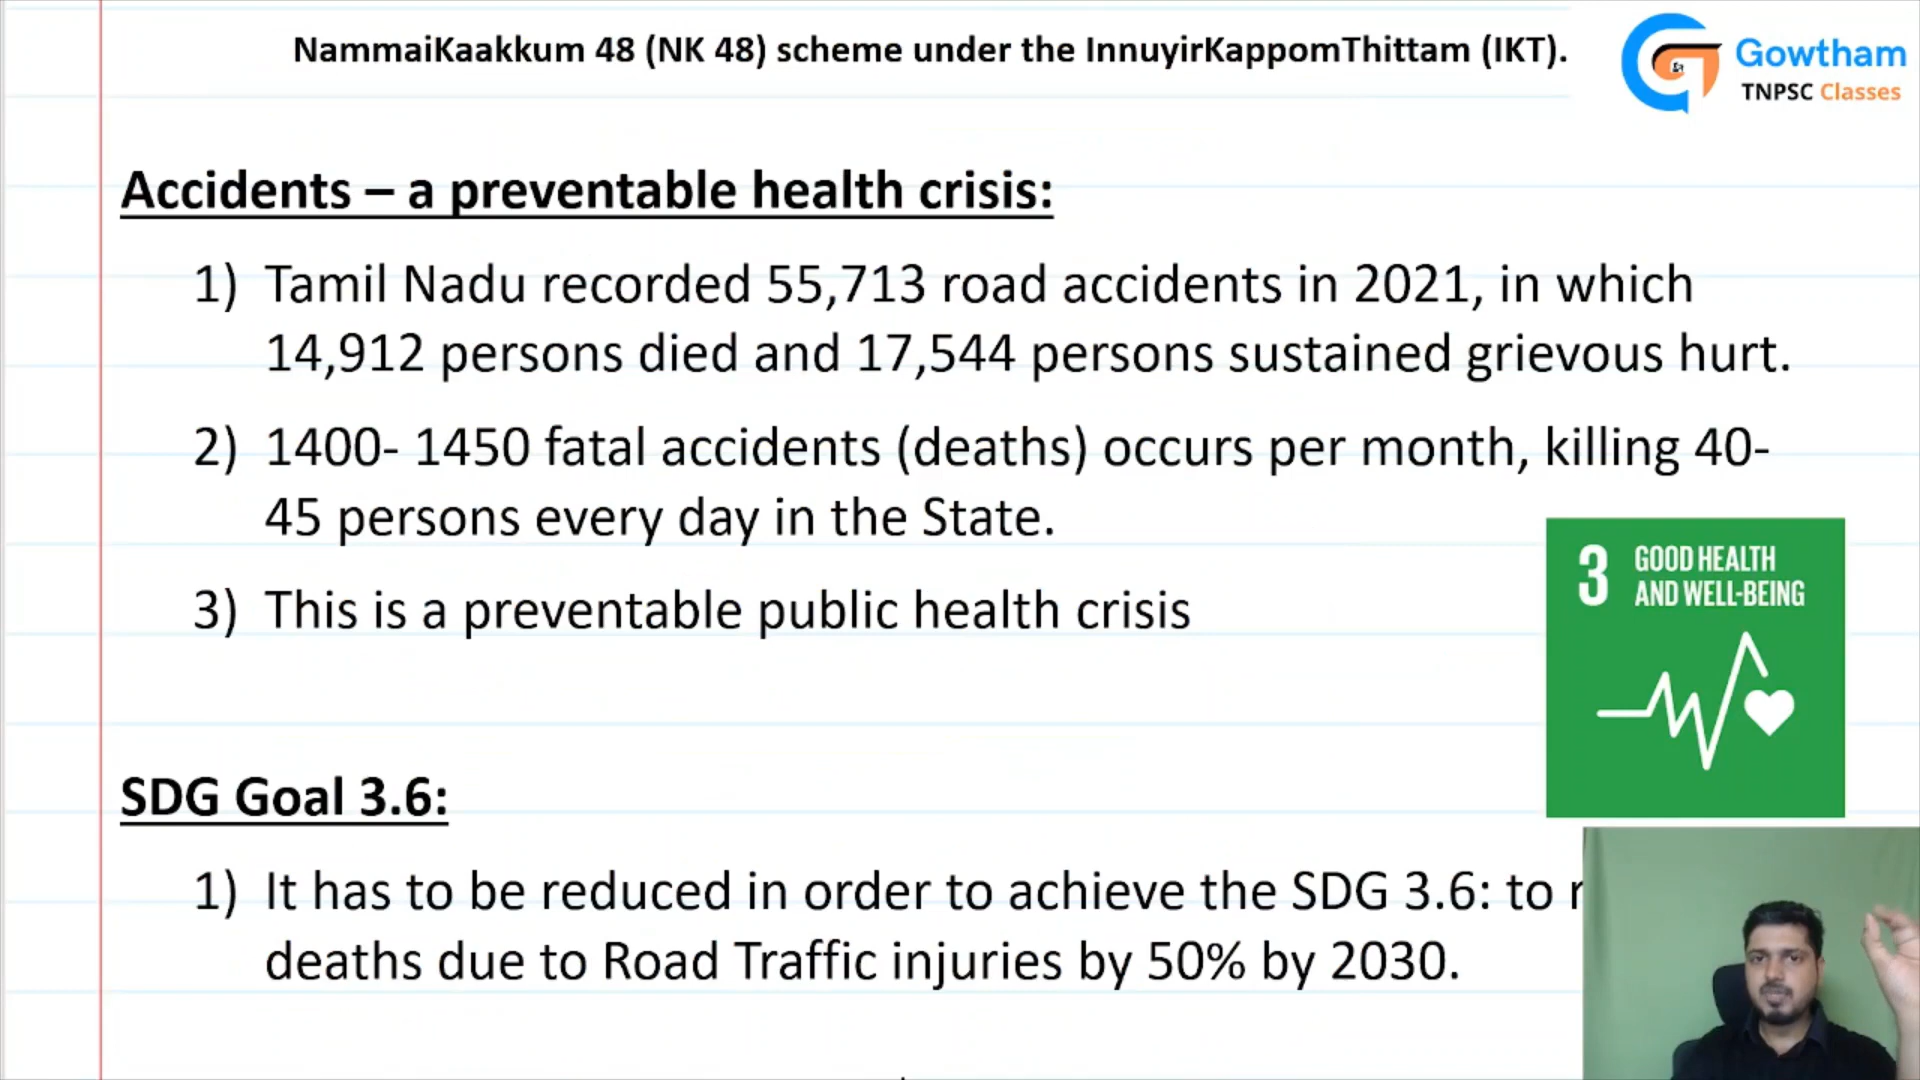 NammaiKaakkum 48 (NK 48) scheme under the InnuyirKappomThittam (IKT).
Gowtham
TNPSC Classes
Accidents – a preventable health crisis:
1) Tamil Nadu recorded 55,713 road accidents in 2021, in which
14,912 persons died and 17,544 persons sustained grievous hurt.
2) 1400- 1450 fatal accidents (deaths) occurs per month, killing 40-
45 persons every day in the State.
3) This is a preventable public health crisis
3 GOOD HEALTH
AND WELL-BEING
SDG Goal 3.6:
1) It has to be reduced in order to achieve the SDG 3.6: to
deaths due to Road Traffic injuries by 50% by 2030.